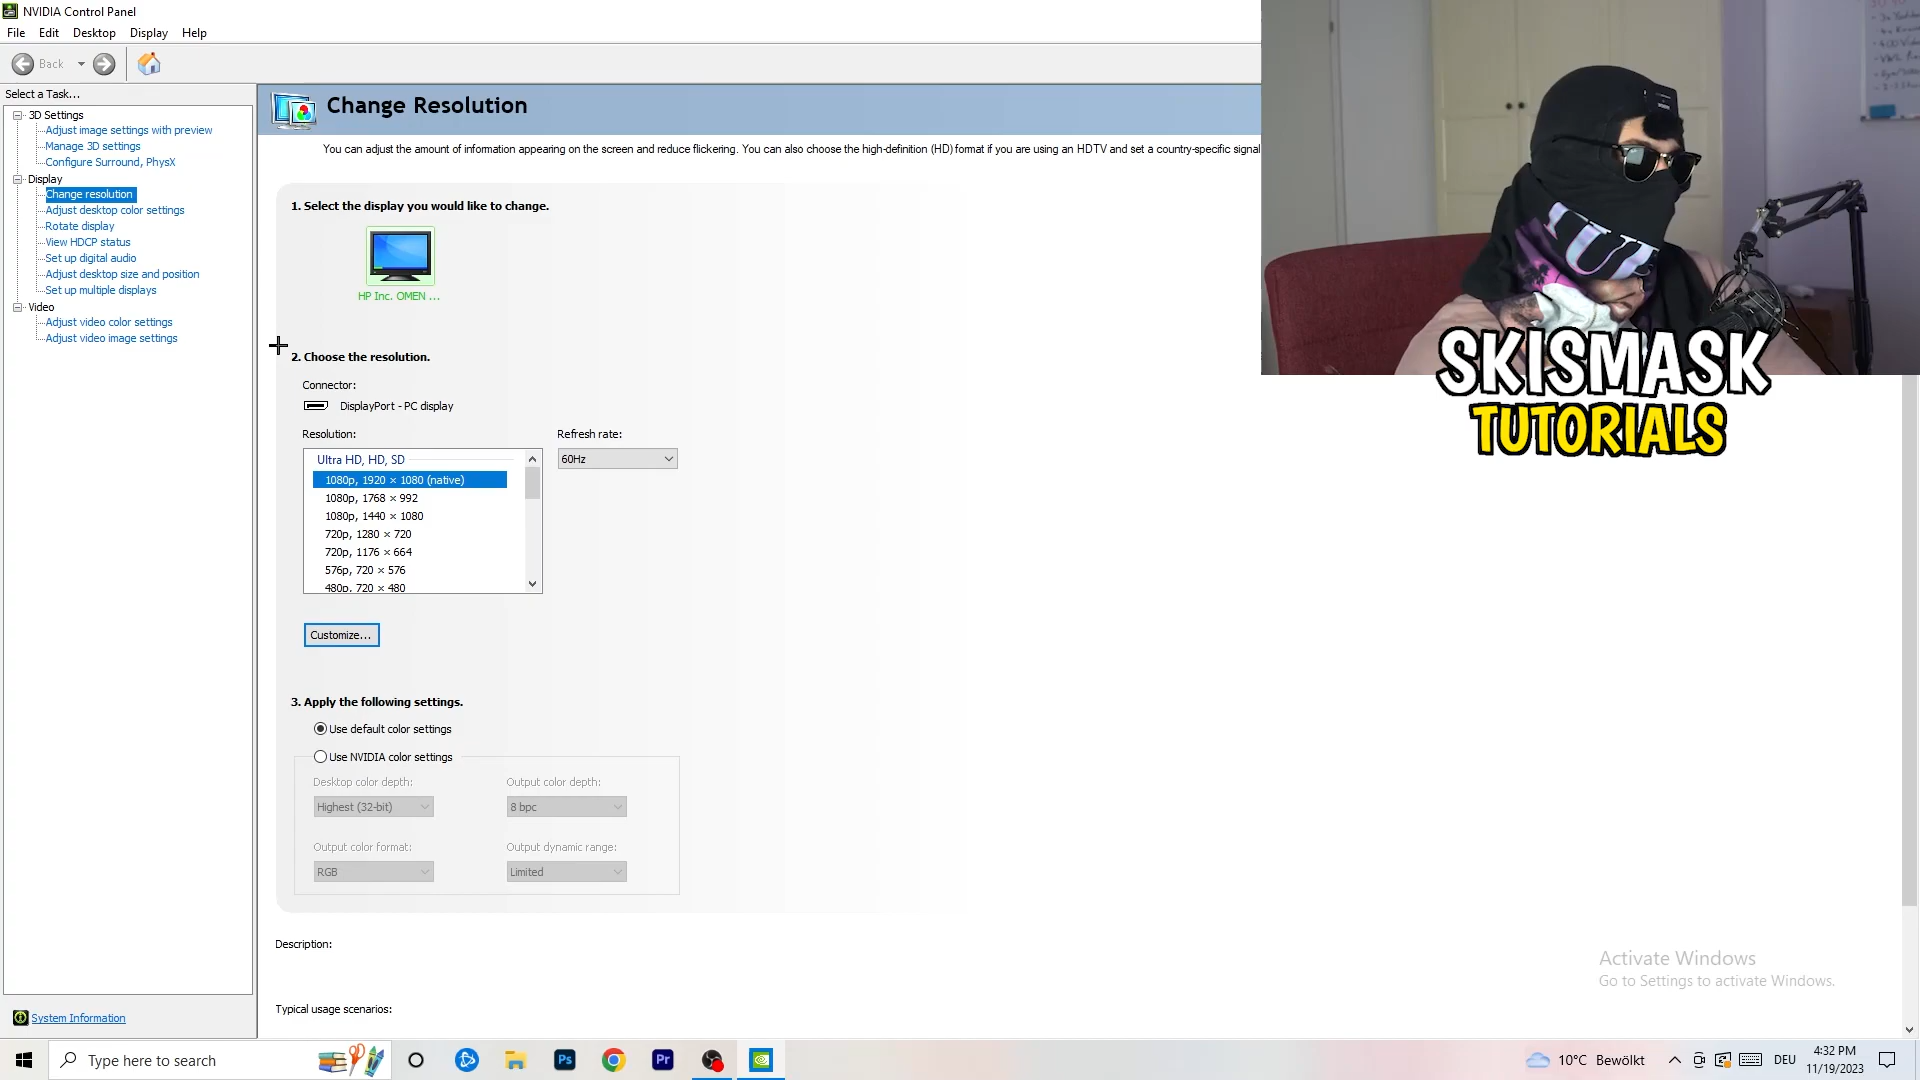 NVIDIA Control Panel
File Edit Desktop Display Help
Back
Select a Task...
3D Settings
Adjust image settings with preview
Manage 3D settings
Configure Surround, PhysX
Display
Change resolution
Adjust desktop color settings
Rotate display
View HDCP status
Set up digital audio
Adjust desktop size and position
Set up multiple displays
Video
Adjust video color settings
Adjust video image settings
System Information
Change Resolution
You can adjust the amount of information appearing on the screen and reduce flickering. You can also choose the high-definition (HD) format if you are using an HDTV and set a country-specific signal
1. Select the display you would like to change.
HP Inc. OMEN ...
2. Choose the resolution.
Connector:
DisplayPort - PC display
Resolution:
Refresh rate:
Ultra HD, HD, SD
60Hz
1080p, 1920 × 1080 (native)
1080p, 1768 × 992
1080p, 1440 × 1080
720p, 1280 × 720
720p, 1176 × 664
576p, 720 × 576
480p, 720 × 480
Customize...
3. Apply the following settings.
Use default color settings
Use NVIDIA color settings
Desktop color depth:
Output color depth:
Highest (32-bit)
8 bpc
Output color format:
Output dynamic range:
RGB
Limited
Description:
Typical usage scenarios:
SKISMASK
TUTORIALS
Activate Windows
Go to Settings to activate Windows.
Type here to search
Ps
Pr
10°C Bewölkt
DEU
4:32 PM
11/19/2023